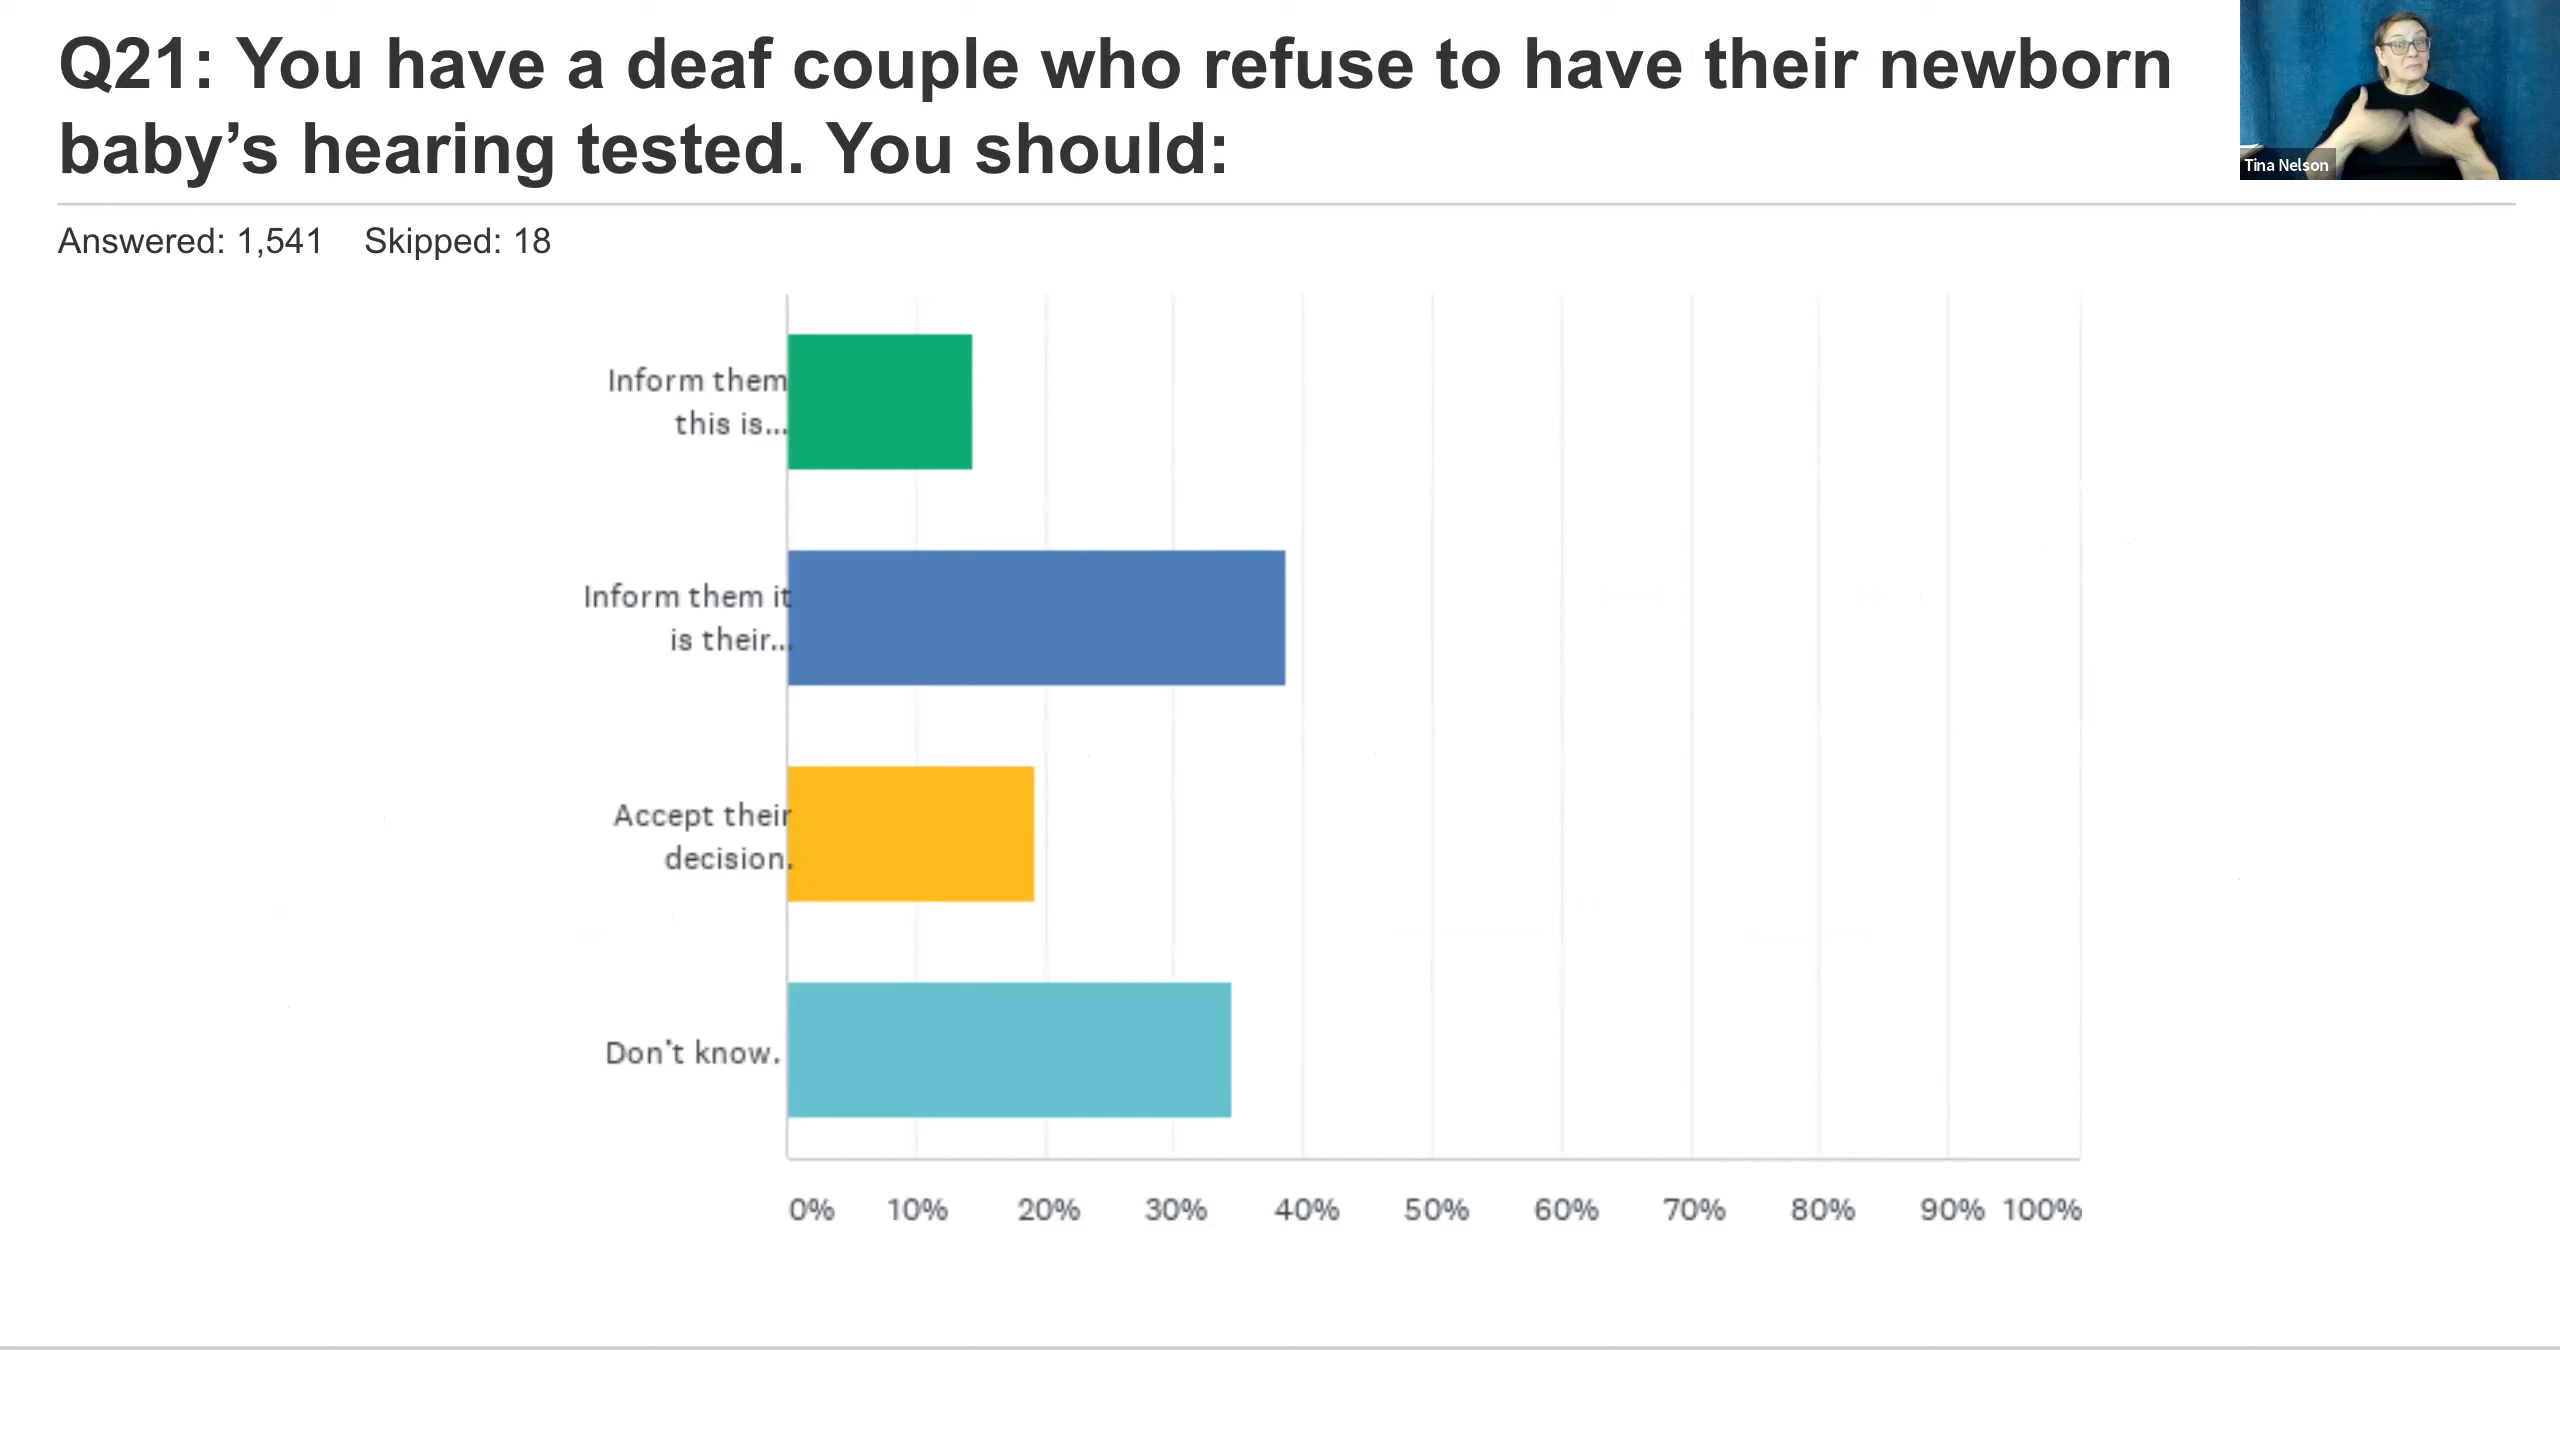 Q21: You have a deaf couple who refuse to have their newborn
baby’s hearing tested. You should:
Tina Nelson
Answered: 1,541    Skipped: 18
Inform them
this is...
Inform them it
is their...
Accept their
decision.
Don't know.
0% 10% 20% 30% 40% 50% 60% 70% 80% 90% 100%